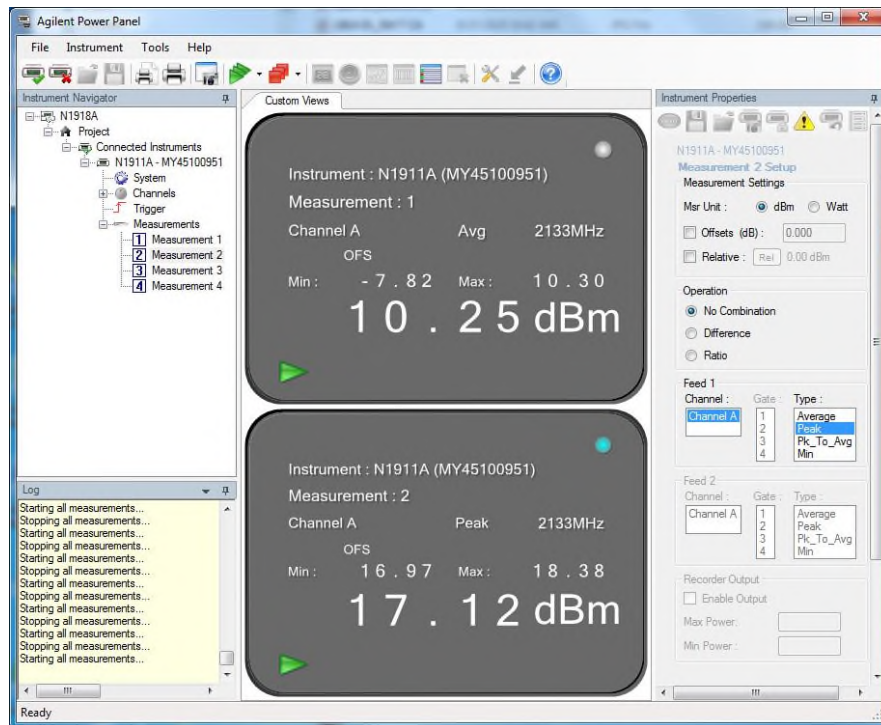 Agilent Power Panel
File Instrument Tools Help
Instrument Navigator
N1918A
Project
Connected Instruments
N1911A - MY45100951
System
Channels
Trigger
Measurements
1 Measurement 1
2 Measurement 2
3 Measurement 3
4 Measurement 4
Log
Starting all measurements...
Stopping all measurements...
Starting all measurements...
Stopping all measurements...
Starting all measurements...
Stopping all measurements...
Starting all measurements...
Stopping all measurements...
Starting all measurements...
Stopping all measurements...
Starting all measurements...
Stopping all measurements...
Starting all measurements...
Custom Views
Instrument : N1911A (MY45100951)
Measurement : 1
Channel A Avg 2133MHz
OFS
Min : -7.82 Max : 10.30
10.25 dBm
Instrument : N1911A (MY45100951)
Measurement : 2
Channel A Peak 2133MHz
OFS
Min : 16.97 Max : 18.38
17.12 dBm
Instrument Properties
N1911A - MY45100951
Measurement 2 Setup
Measurement Settings
Msr Unit : dBm Watt
Offsets (dB) : 0.000
Relative : Rel 0.00 dBm
Operation
No Combination
Difference
Ratio
Feed 1
Channel : Gate : Type :
Channel A 1 Average
2 Peak
3 Pk_To_Avg
4 Min
Feed 2
Channel : Gate : Type :
Channel A 1 Average
2 Peak
3 Pk_To_Avg
4 Min
Recorder Output
Enable Output
Max Power:
Min Power :
Ready